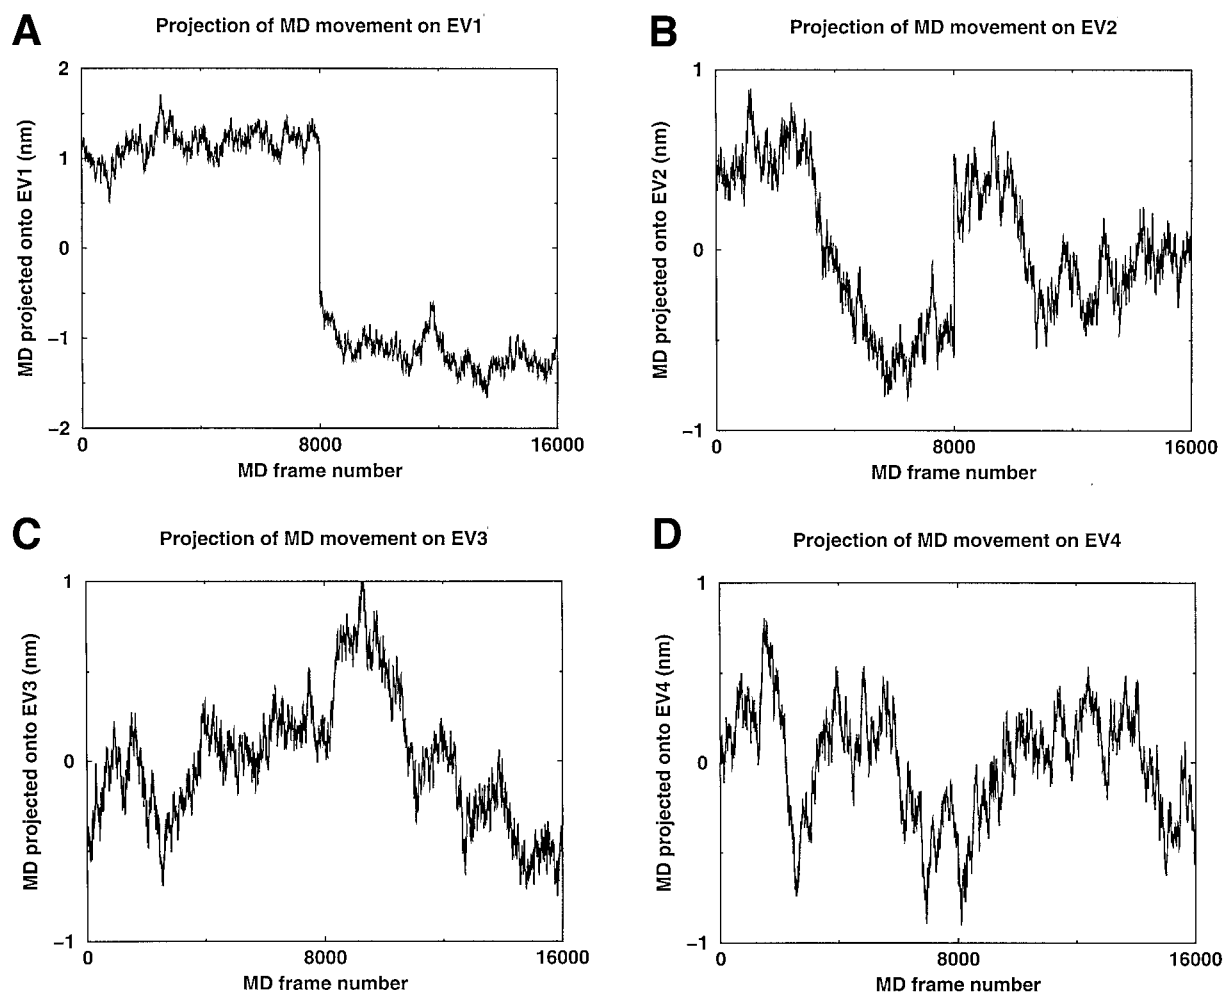 A
Projection of MD movement on EV1
MD projected onto EV1 (nm)
2
1
0
−1
−2
0
8000
16000
MD frame number
B
Projection of MD movement on EV2
MD projected onto EV2 (nm)
1
0
−1
0
8000
16000
MD frame number
C
Projection of MD movement on EV3
MD projected onto EV3 (nm)
1
0
−1
0
8000
16000
MD frame number
D
Projection of MD movement on EV4
MD projected onto EV4 (nm)
1
0
−1
0
8000
16000
MD frame number